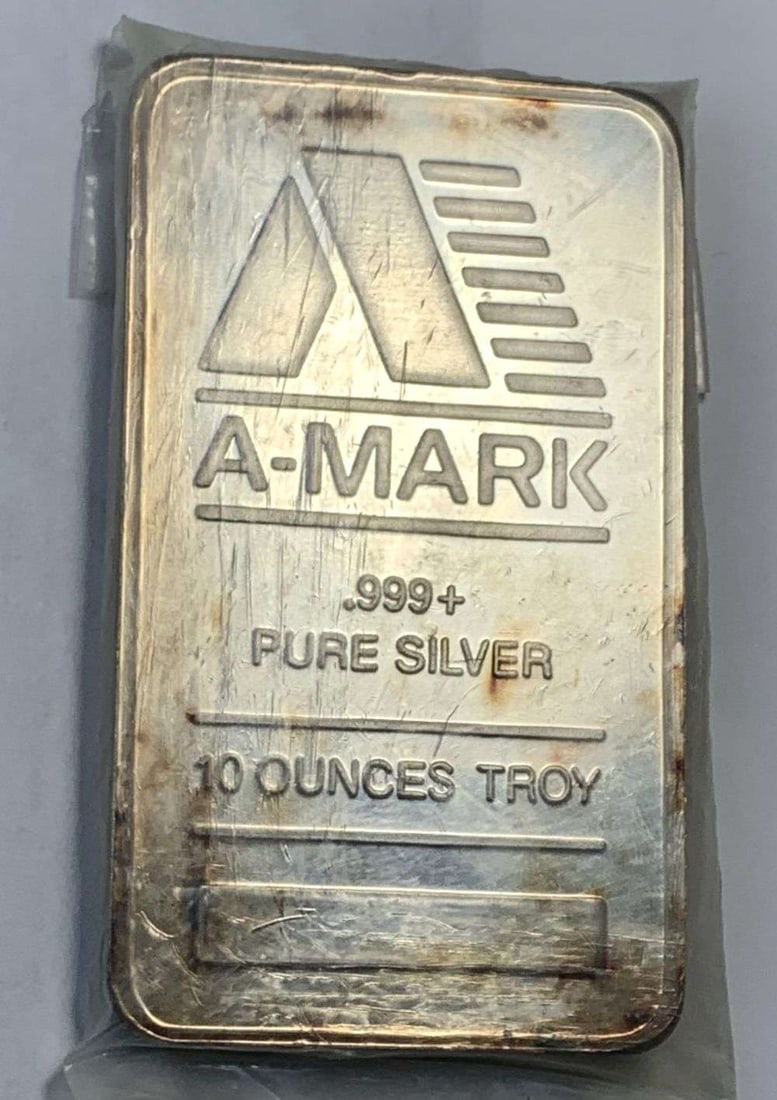 A-MARK
.999+
PURE SILVER
10 OUNCES TROY